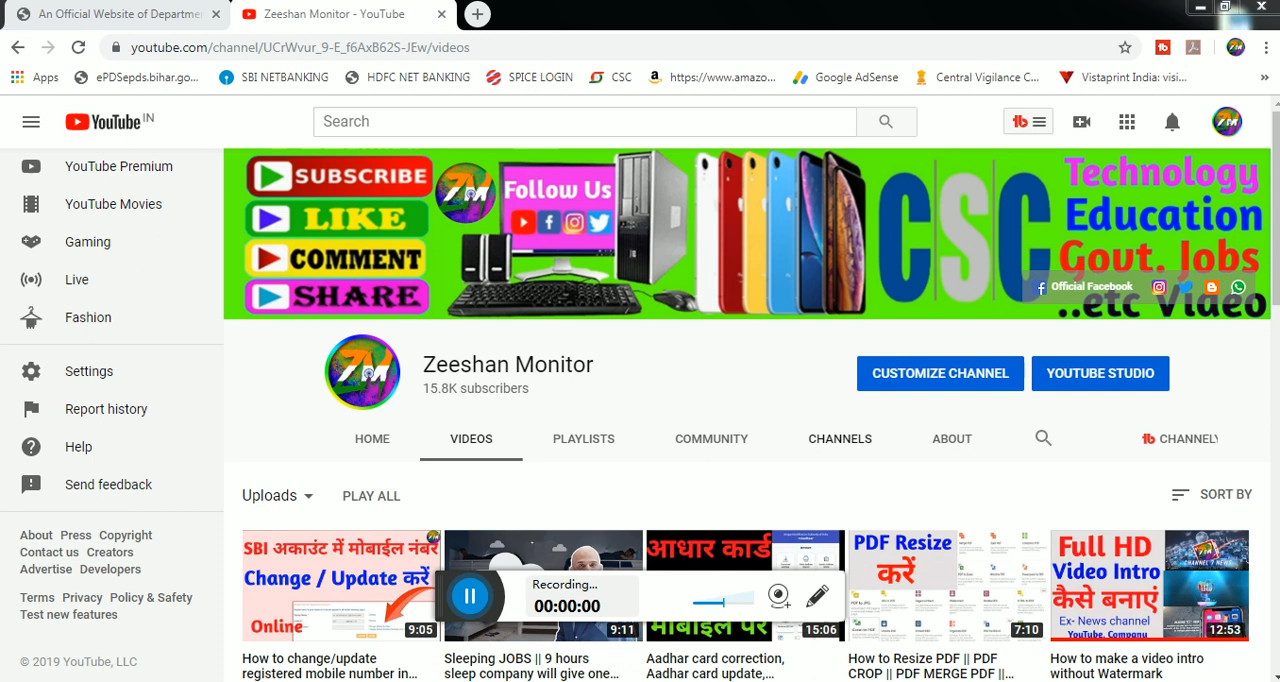 An Official Website of Departme
Zeeshan Monitor - YouTube
youtube.com/channel/UCrWvur_9-E_f6AxB62S-JEw/videos
Apps ePDSepds.bihar.go... SBI NETBANKING HDFC NET BANKING SPICE LOGIN CSC https://www.amazo... Google AdSense Central Vigilance C... Vistaprint India: visi... »
YouTube IN
Search
YouTube Premium
YouTube Movies
Gaming
Live
Fashion
Settings
Report history
Help
Send feedback
About Press Copyright
Contact us Creators
Advertise Developers
Terms Privacy Policy & Safety
Test new features
© 2019 YouTube, LLC
SUBSCRIBE
LIKE
COMMENT
SHARE
ZM
Follow Us
CSC
Technology
Education
Govt. Jobs
..etc Video
Official Facebook
ZM
Zeeshan Monitor
15.8K subscribers
CUSTOMIZE CHANNEL YOUTUBE STUDIO
HOME VIDEOS PLAYLISTS COMMUNITY CHANNELS ABOUT CHANNELY
Uploads PLAY ALL SORT BY
SBI अकाउंट में मोबाईल नंबर
Change / Update करें
Online
9:05
How to change/update
registered mobile number in...
Recording...
00:00:00
9:11
Sleeping JOBS || 9 hours
sleep company will give one...
आधार कार्ड
मोबाईल पर
15:06
Aadhar card correction,
Aadhar card update,...
PDF Resize
करें
7:10
How to Resize PDF || PDF
CROP || PDF MERGE PDF ||...
Full HD
Video Intro
कैसे बनाएं
Ex- News channel
YouTube, Company
12:53
How to make a video intro
without Watermark